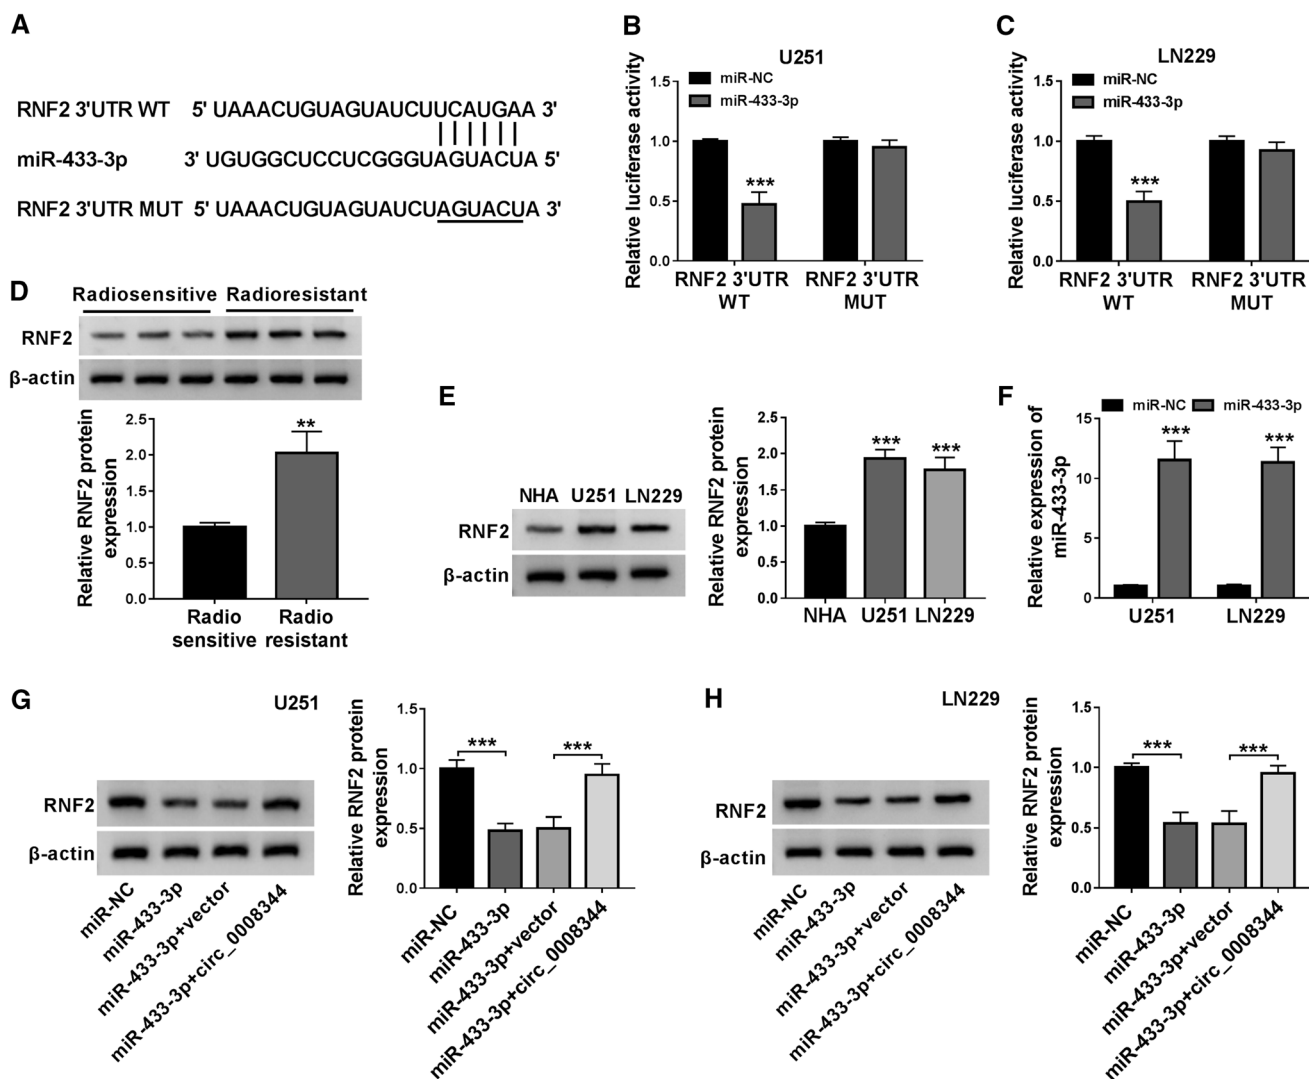 A
RNF2 3'UTR WT 5' UAAACUGUAGUAUCUUCAUGAA 3'
miR-433-3p 3' UGUGGCUCCUCGGGUAGUACUA 5'
RNF2 3'UTR MUT 5' UAAACUGUAGUAUCUAGUACUA 3'
B
U251
miR-NC
miR-433-3p
Relative luciferase activity
1.5
1.0
0.5
0.0
***
RNF2 3'UTR RNF2 3'UTR
WT MUT
C
LN229
miR-NC
miR-433-3p
Relative luciferase activity
1.5
1.0
0.5
0.0
***
RNF2 3'UTR RNF2 3'UTR
WT MUT
D
Radiosensitive Radioresistant
RNF2
β-actin
Relative RNF2 protein
expression
2.5
2.0
1.5
1.0
0.5
0.0
**
Radio Radio
sensitive resistant
E
NHA U251 LN229
RNF2
β-actin
Relative RNF2 protein
expression
2.5
2.0
1.5
1.0
0.5
0.0
*** ***
NHA U251 LN229
F
miR-NC miR-433-3p
Relative expression of
miR-433-3p
15
10
5
0
*** ***
U251 LN229
G
U251
RNF2
β-actin
miR-NC
miR-433-3p
miR-433-3p+vector
miR-433-3p+circ_0008344
Relative RNF2 protein
expression
1.5
1.0
0.5
0.0
*** ***
miR-NC
miR-433-3p
miR-433-3p+vector
miR-433-3p+circ_0008344
H
LN229
RNF2
β-actin
miR-NC
miR-433-3p
miR-433-3p+vector
miR-433-3p+circ_0008344
Relative RNF2 protein
expression
1.5
1.0
0.5
0.0
*** ***
miR-NC
miR-433-3p
miR-433-3p+vector
miR-433-3p+circ_0008344